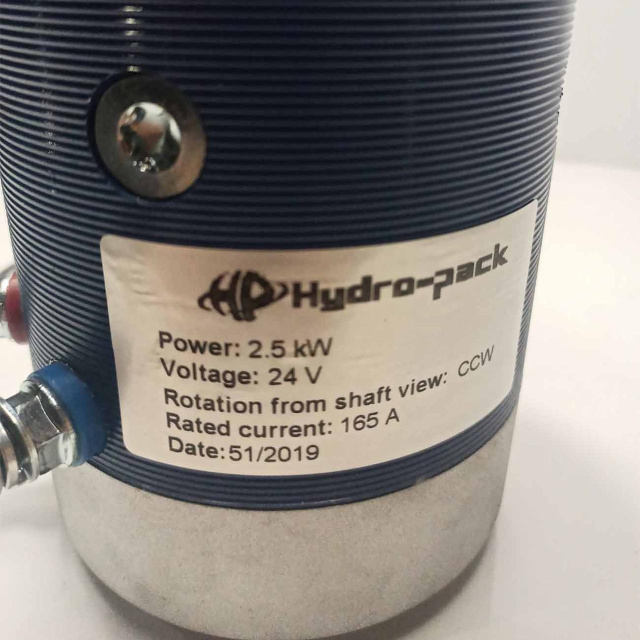 HP Hydro-pack
Power: 2.5 kW
Voltage: 24 V
Rotation from shaft view: CCW
Rated current: 165 A
Date: 51/2019